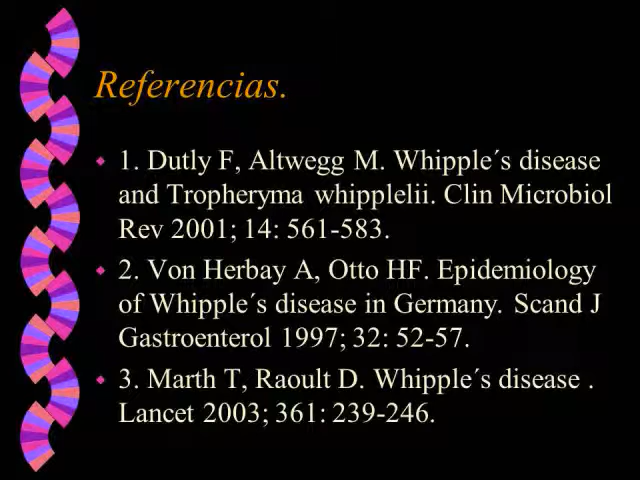 Referencias.
1. Dutly F, Altwegg M. Whipple´s disease
and Tropheryma whipplelii. Clin Microbiol
Rev 2001; 14: 561-583.
2. Von Herbay A, Otto HF. Epidemiology
of Whipple´s disease in Germany. Scand J
Gastroenterol 1997; 32: 52-57.
3. Marth T, Raoult D. Whipple´s disease .
Lancet 2003; 361: 239-246.